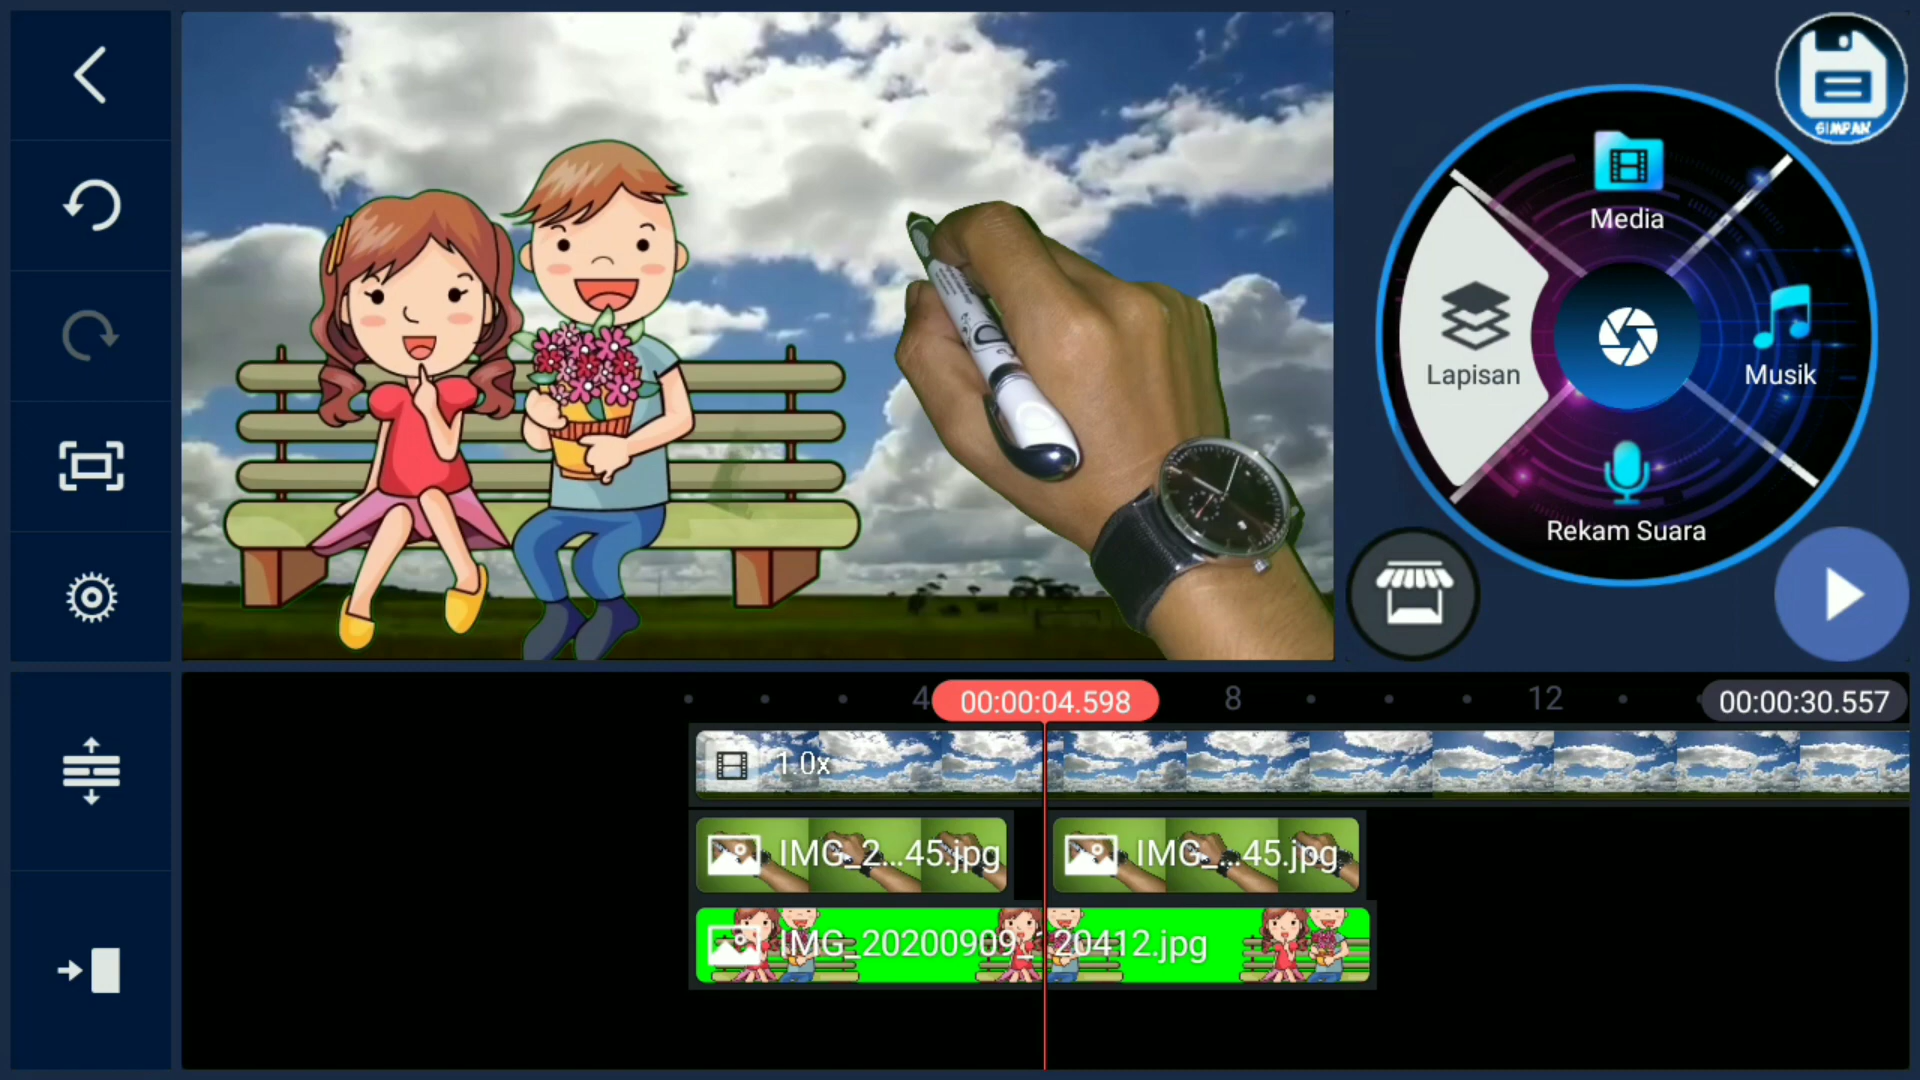 SIMPAN
Media
Lapisan
Musik
Rekam Suara
4
00:00:04.598
8
12
00:00:30.557
1.0x
IMG_2...45.jpg
IMG_...45.jpg
IMG_20200909_120412.jpg